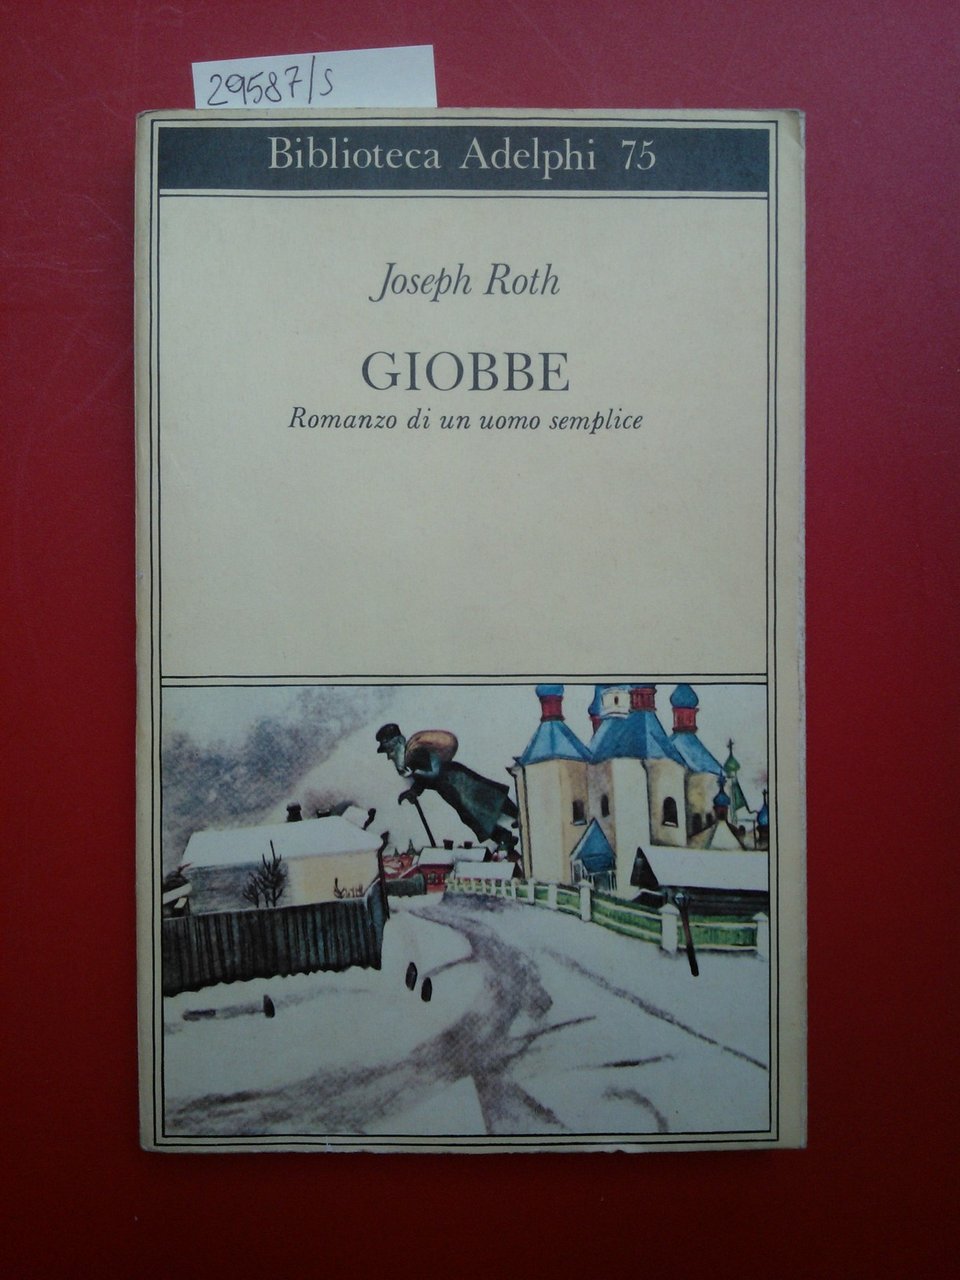 29587/s
Biblioteca Adelphi 75
Joseph Roth
GIOBBE
Romanzo di un uomo semplice